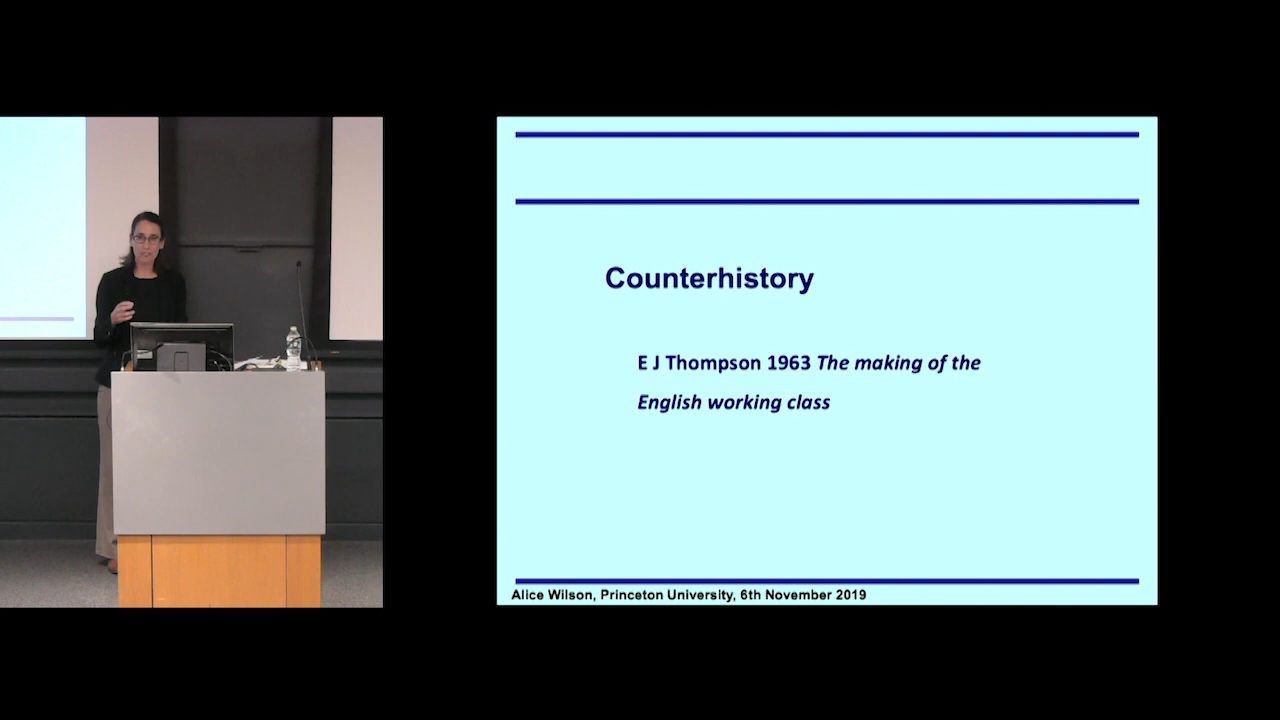 Counterhistory
E J Thompson 1963 The making of the
English working class
Alice Wilson, Princeton University, 6th November 2019